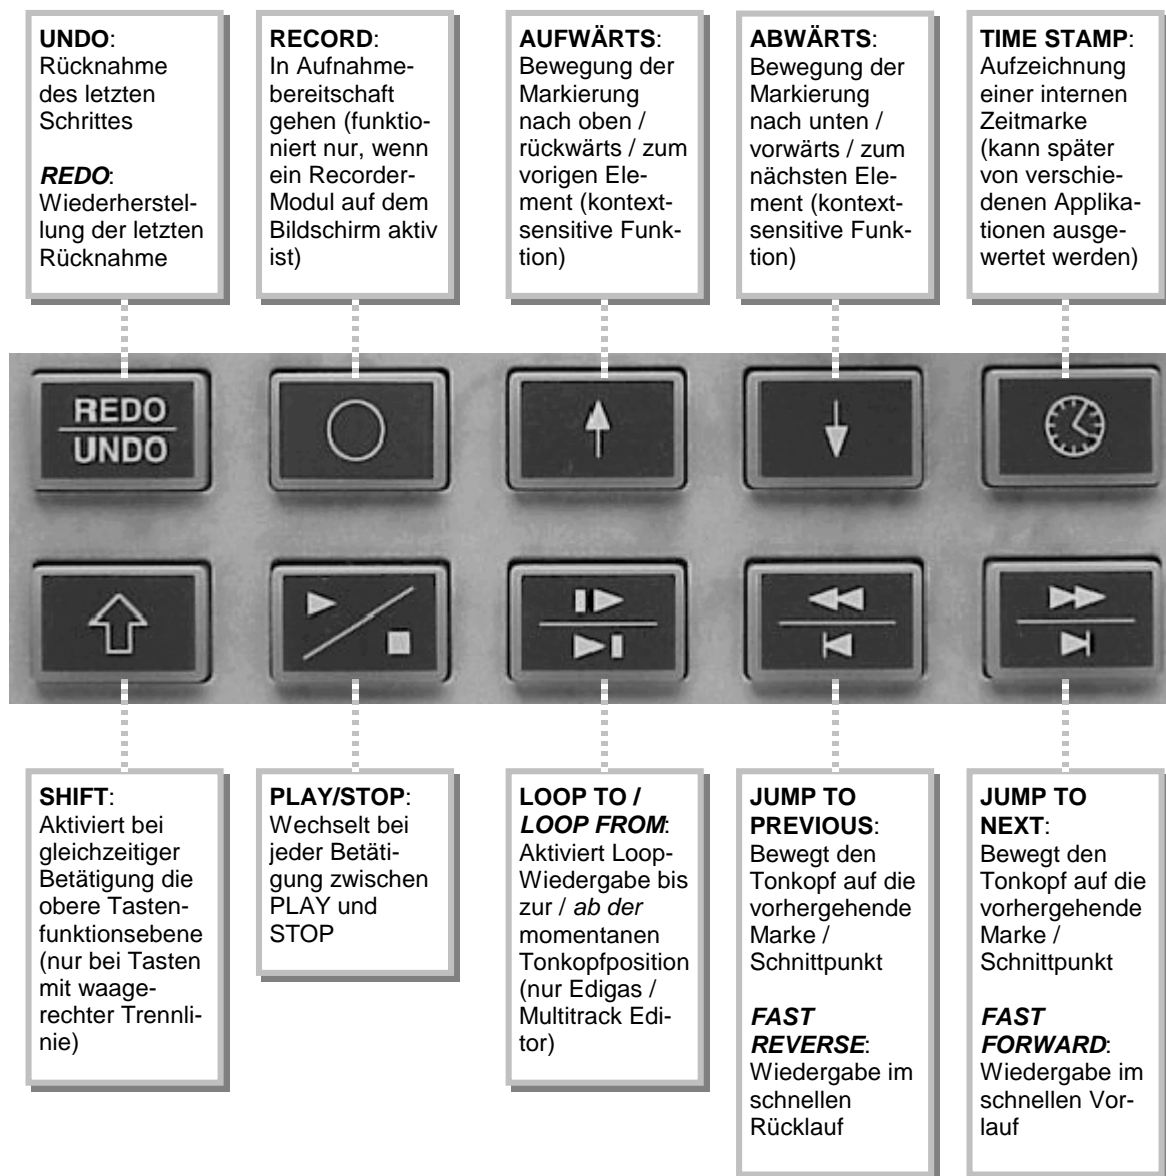 UNDO:
Rücknahme
des letzten
Schrittes
REDO:
Wiederherstel-
lung der letzten
Rücknahme
RECORD:
In Aufnahme-
bereitschaft
gehen (funktio-
niert nur, wenn
ein Recorder-
Modul auf dem
Bildschirm aktiv
ist)
AUFWÄRTS:
Bewegung der
Markierung
nach oben /
rückwärts / zum
vorigen Ele-
ment (kontext-
sensitive Funk-
tion)
ABWÄRTS:
Bewegung der
Markierung
nach unten /
vorwärts / zum
nächsten Ele-
ment (kontext-
sensitive Funk-
tion)
TIME STAMP:
Aufzeichnung
einer internen
Zeitmarke
(kann später
von verschie-
denen Applika-
tionen ausge-
wertet werden)
REDO
UNDO
SHIFT:
Aktiviert bei
gleichzeitiger
Betätigung die
obere Tasten-
funktionsebene
(nur bei Tasten
mit waage-
rechter Trennli-
nie)
PLAY/STOP:
Wechselt bei
jeder Betäti-
gung zwischen
PLAY und
STOP
LOOP TO /
LOOP FROM:
Aktiviert Loop-
Wiedergabe bis
zur / ab der
momentanen
Tonkopfposition
(nur Edigas /
Multitrack Edi-
tor)
JUMP TO
PREVIOUS:
Bewegt den
Tonkopf auf die
vorhergehende
Marke /
Schnittpunkt
FAST
REVERSE:
Wiedergabe im
schnellen
Rücklauf
JUMP TO
NEXT:
Bewegt den
Tonkopf auf die
vorhergehende
Marke /
Schnittpunkt
FAST
FORWARD:
Wiedergabe im
schnellen Vor-
lauf